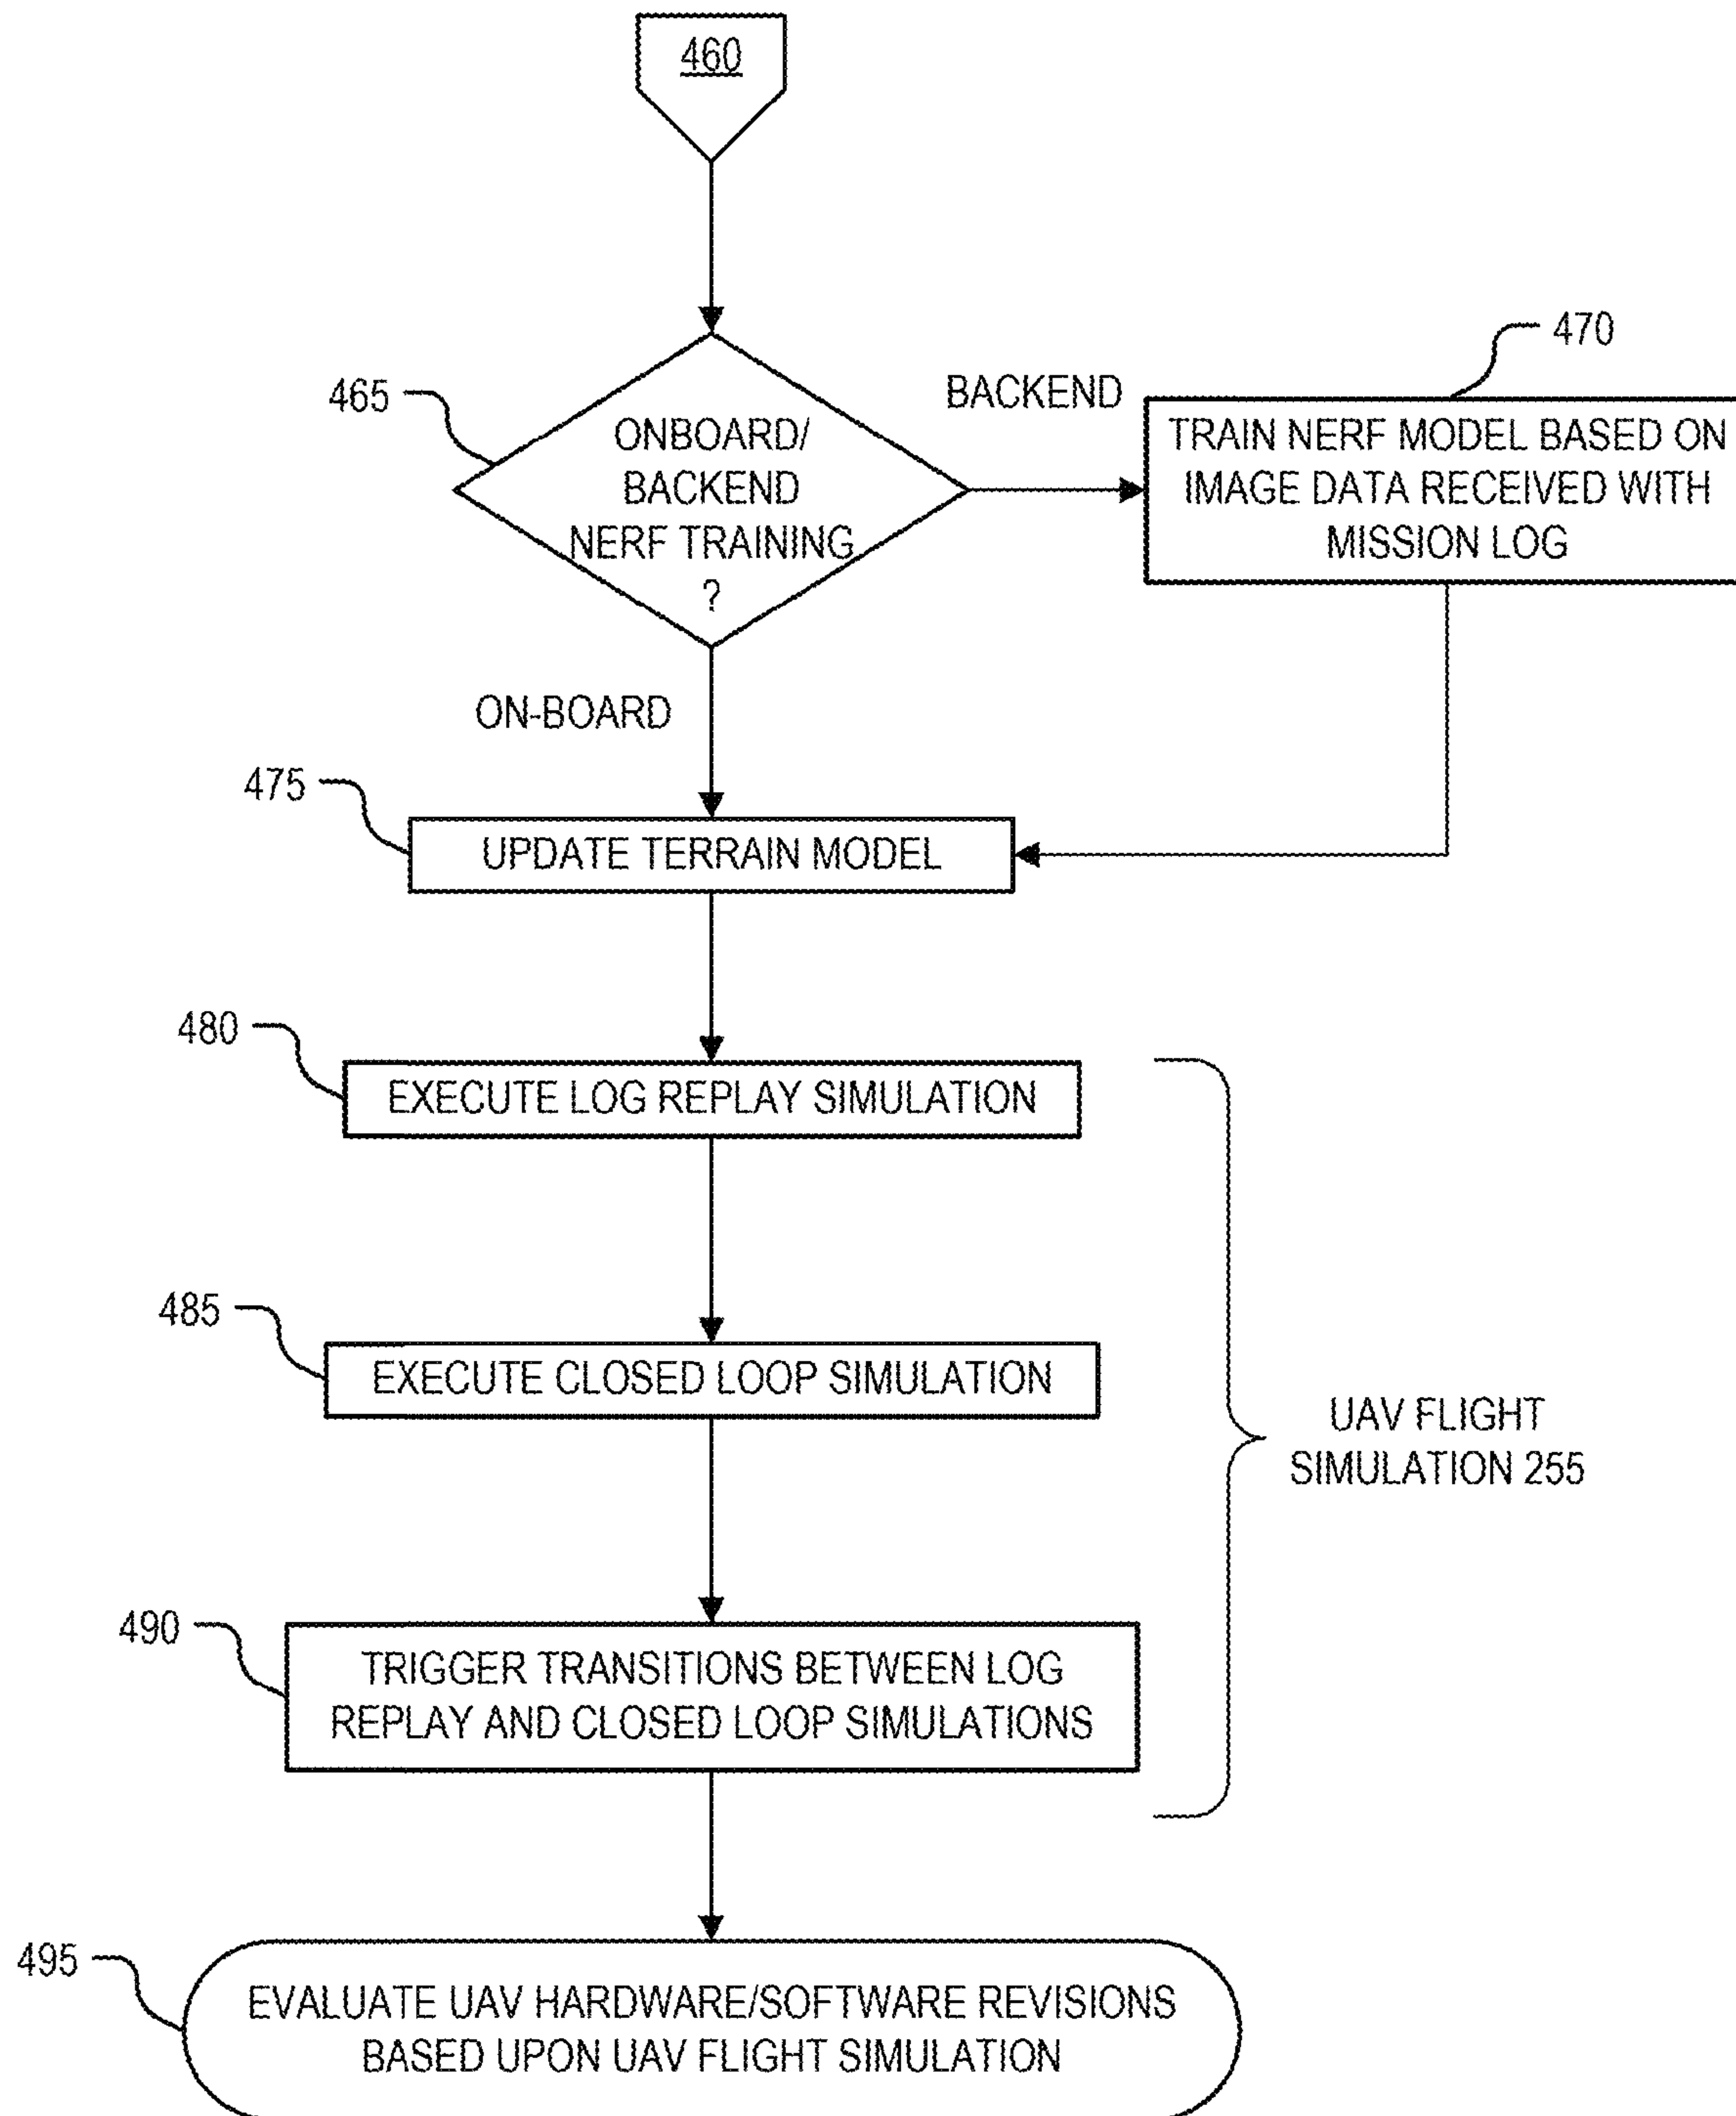 460
465
ONBOARD/
BACKEND
NERF TRAINING
?
BACKEND
470
TRAIN NERF MODEL BASED ON
IMAGE DATA RECEIVED WITH
MISSION LOG
ON-BOARD
475
UPDATE TERRAIN MODEL
480
EXECUTE LOG REPLAY SIMULATION
485
EXECUTE CLOSED LOOP SIMULATION
UAV FLIGHT
SIMULATION 255
490
TRIGGER TRANSITIONS BETWEEN LOG
REPLAY AND CLOSED LOOP SIMULATIONS
495
EVALUATE UAV HARDWARE/SOFTWARE REVISIONS
BASED UPON UAV FLIGHT SIMULATION